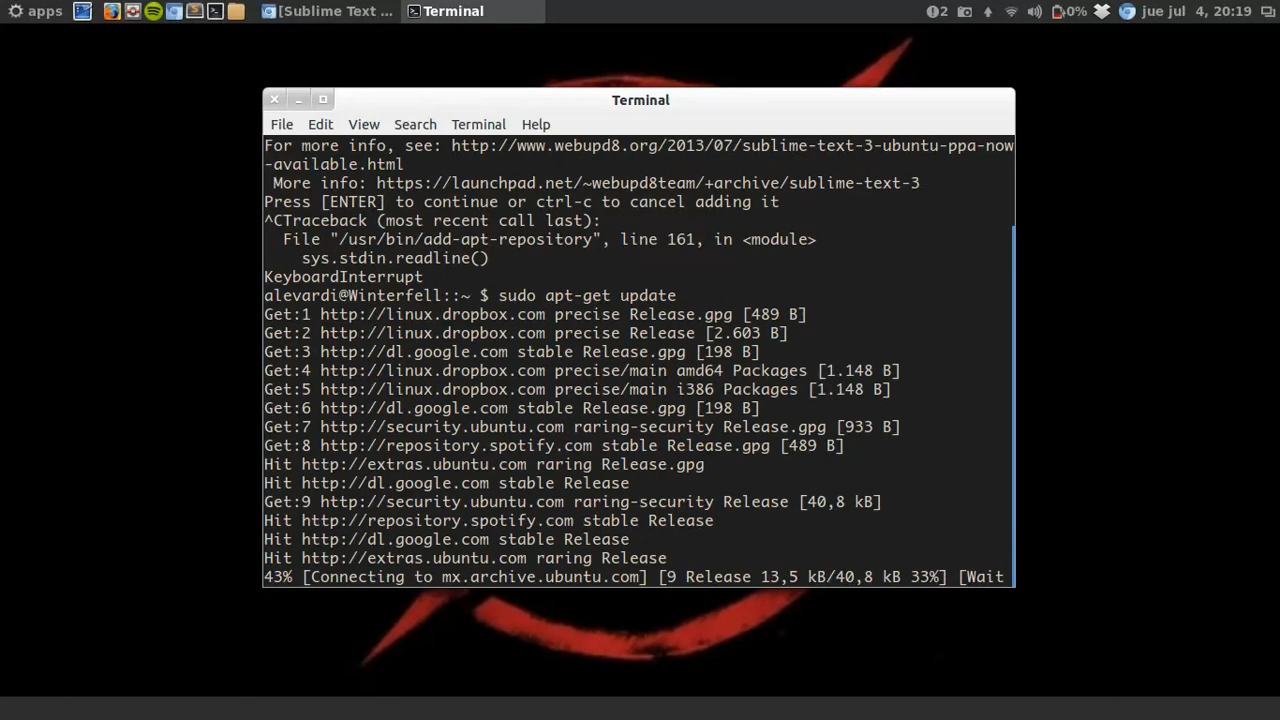 apps
[Sublime Text ...
Terminal
2
0%
jue jul 4, 20:19
Terminal
File Edit View Search Terminal Help
For more info, see: http://www.webupd8.org/2013/07/sublime-text-3-ubuntu-ppa-now
-available.html
More info: https://launchpad.net/~webupd8team/+archive/sublime-text-3
Press [ENTER] to continue or ctrl-c to cancel adding it
^CTraceback (most recent call last):
File "/usr/bin/add-apt-repository", line 161, in <module>
sys.stdin.readline()
KeyboardInterrupt
alevardi@Winterfell::~ $ sudo apt-get update
Get:1 http://linux.dropbox.com precise Release.gpg [489 B]
Get:2 http://linux.dropbox.com precise Release [2.603 B]
Get:3 http://dl.google.com stable Release.gpg [198 B]
Get:4 http://linux.dropbox.com precise/main amd64 Packages [1.148 B]
Get:5 http://linux.dropbox.com precise/main i386 Packages [1.148 B]
Get:6 http://dl.google.com stable Release.gpg [198 B]
Get:7 http://security.ubuntu.com raring-security Release.gpg [933 B]
Get:8 http://repository.spotify.com stable Release.gpg [489 B]
Hit http://extras.ubuntu.com raring Release.gpg
Hit http://dl.google.com stable Release
Get:9 http://security.ubuntu.com raring-security Release [40,8 kB]
Hit http://repository.spotify.com stable Release
Hit http://dl.google.com stable Release
Hit http://extras.ubuntu.com raring Release
43% [Connecting to mx.archive.ubuntu.com] [9 Release 13,5 kB/40,8 kB 33%] [Wait